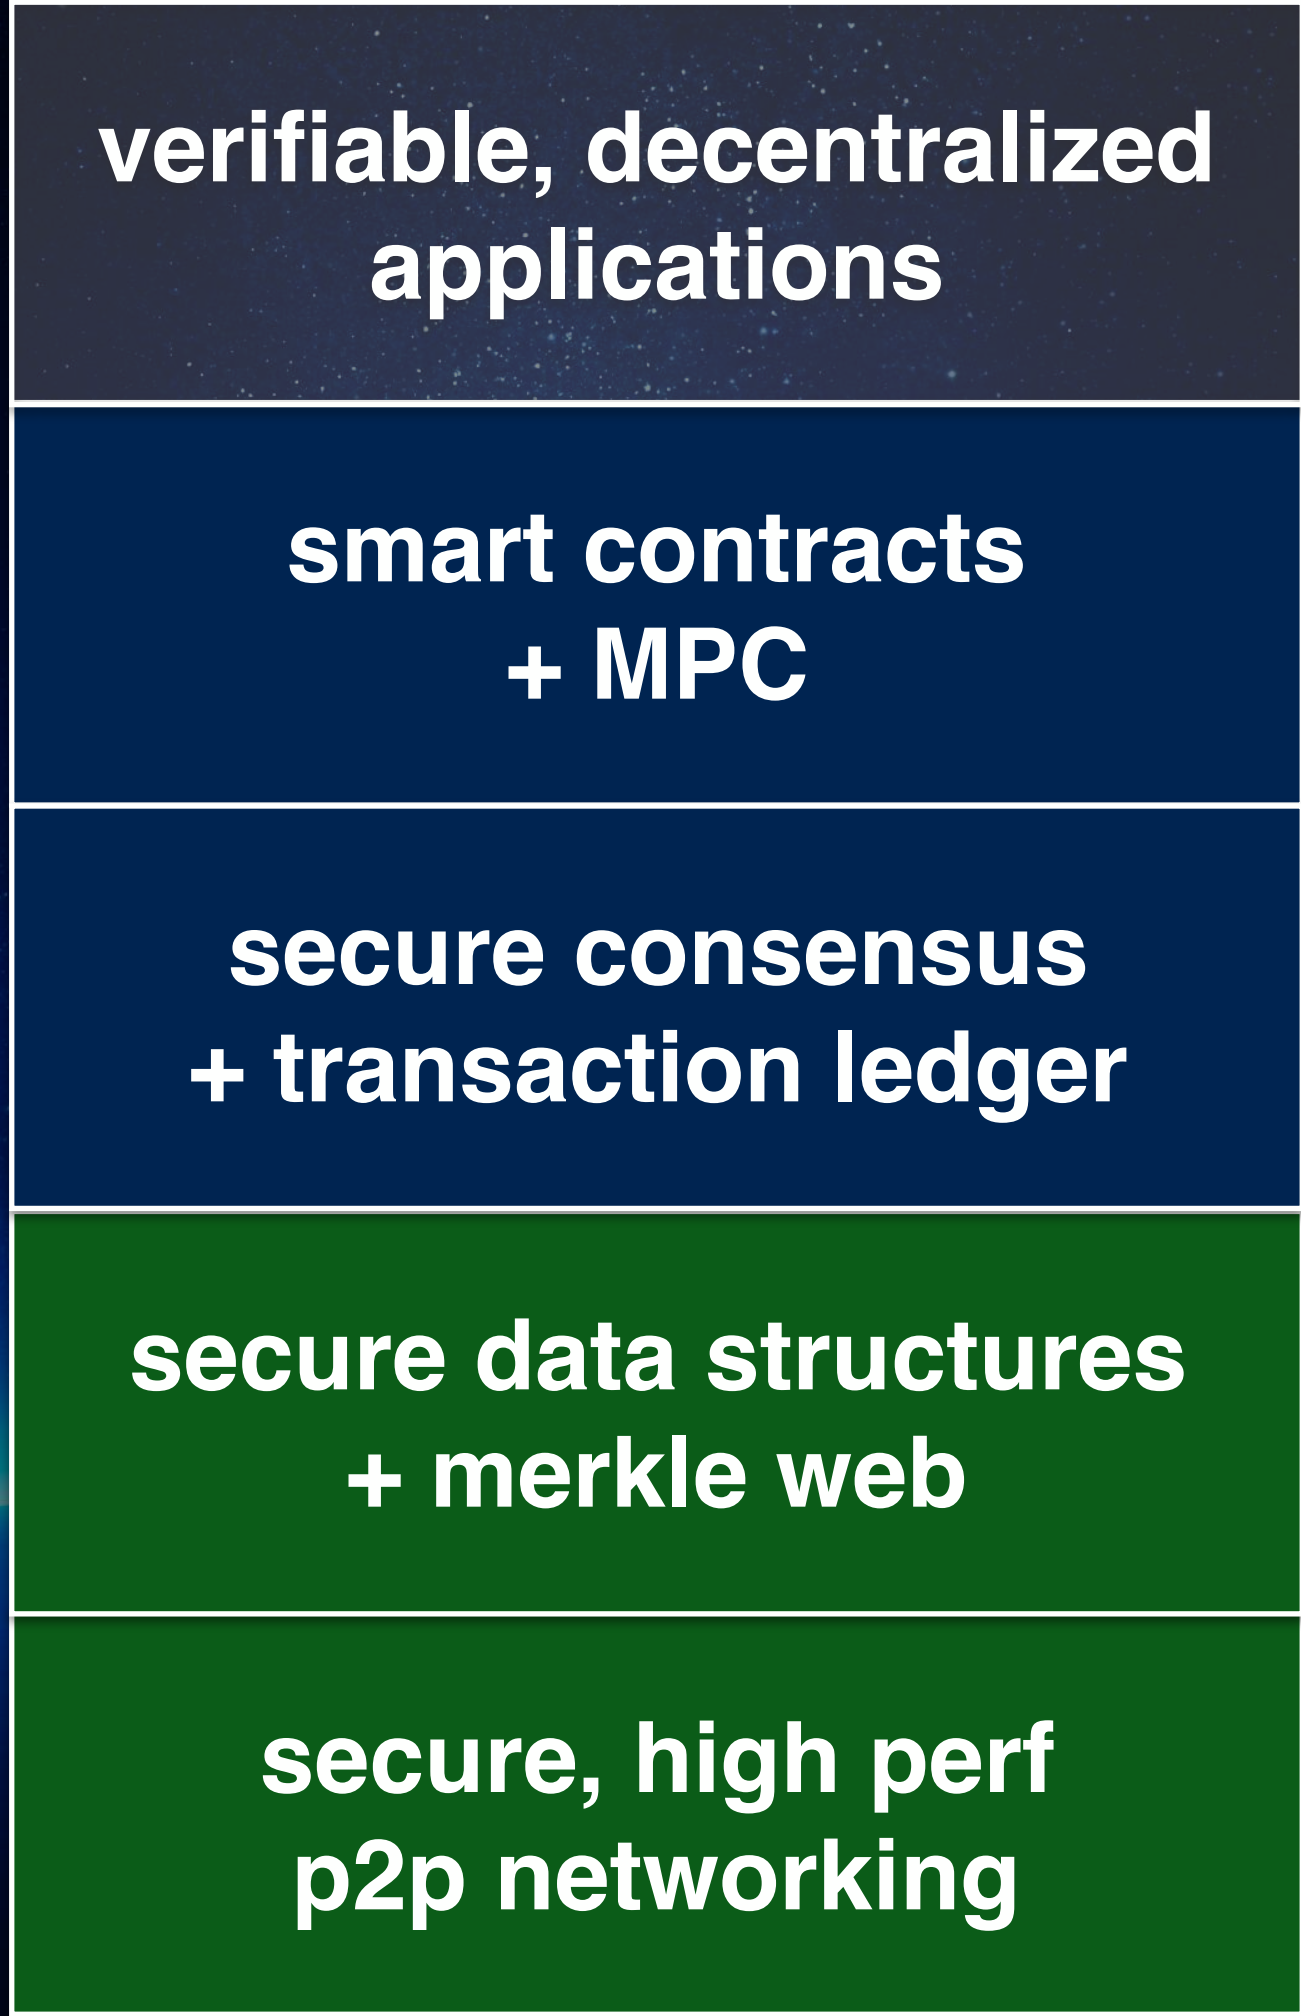 verifiable, decentralized
applications
smart contracts
+ MPC
secure consensus
+ transaction ledger
secure data structures
+ merkle web
secure, high perf
p2p networking